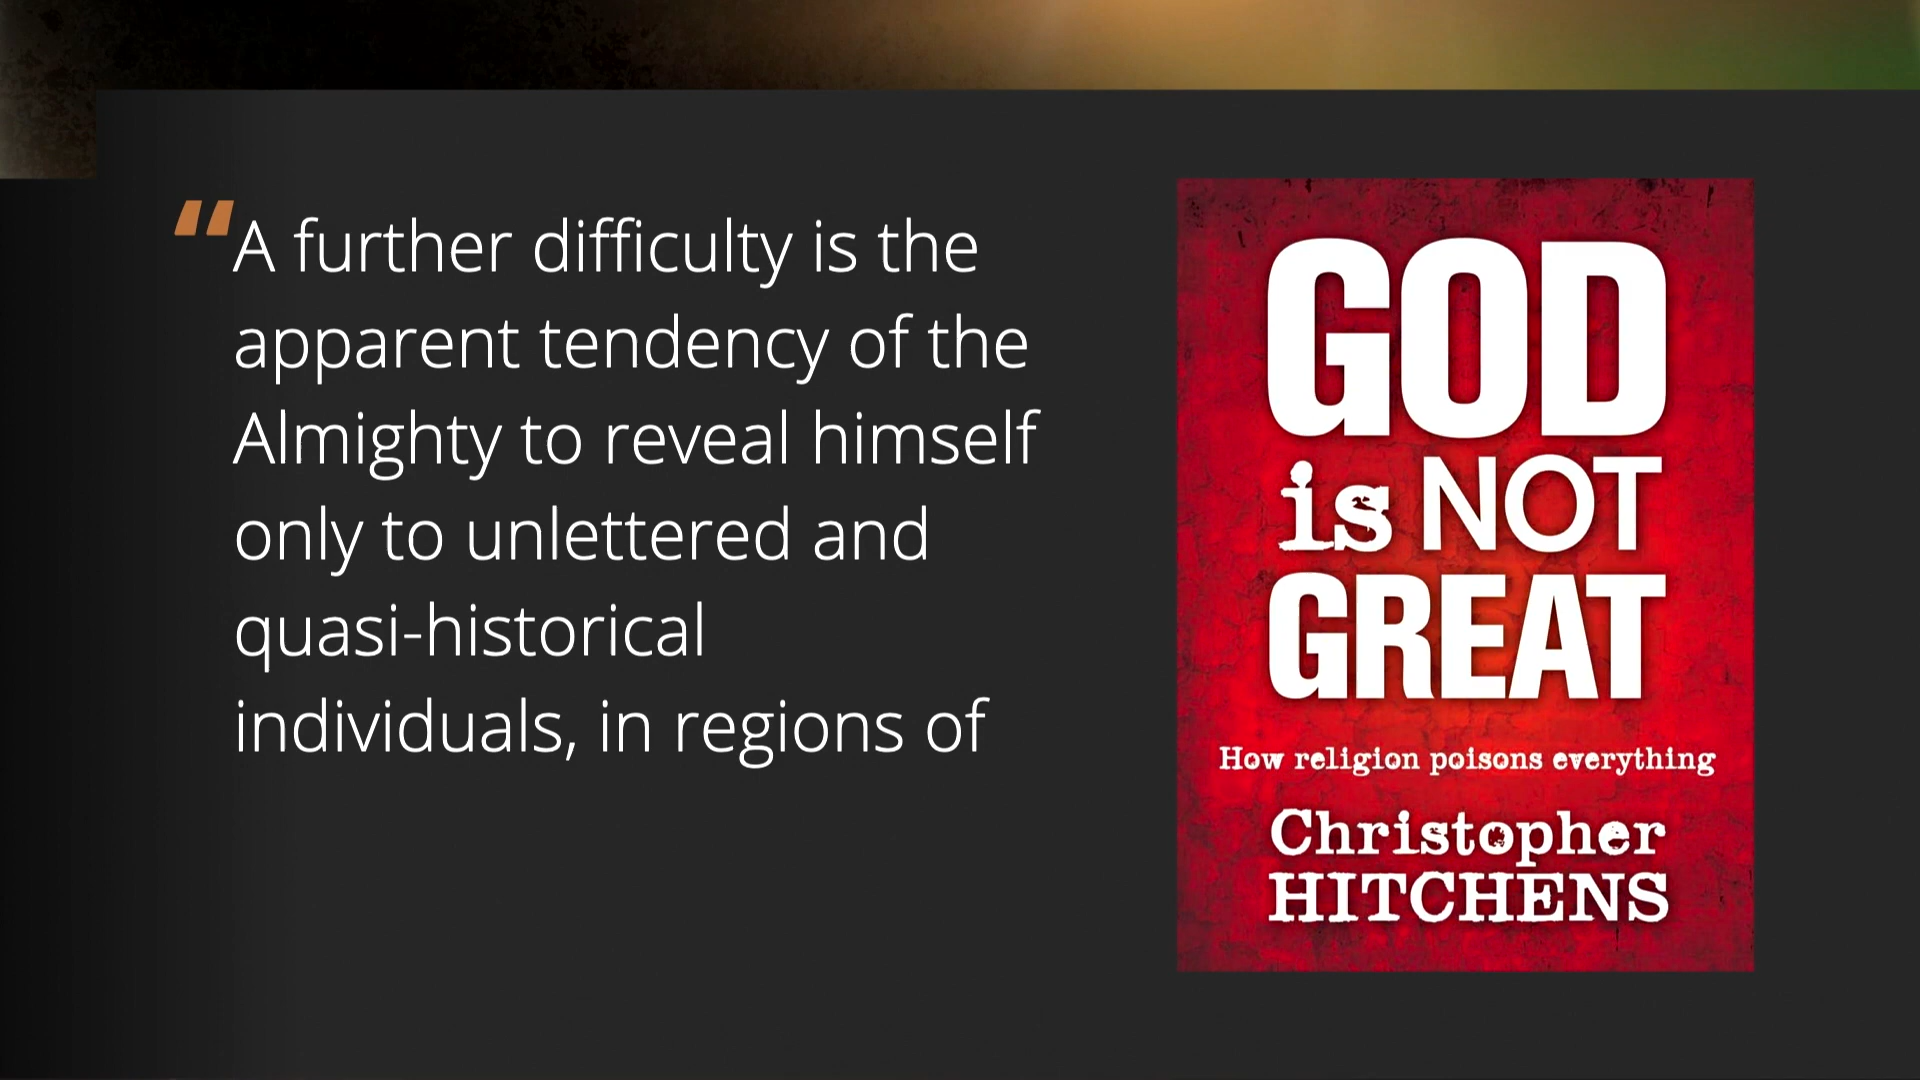 “A further difficulty is the
apparent tendency of the
Almighty to reveal himself
only to unlettered and
quasi-historical
individuals, in regions of
GOD
is NOT
GREAT
How religion poisons everything
Christopher
HITCHENS